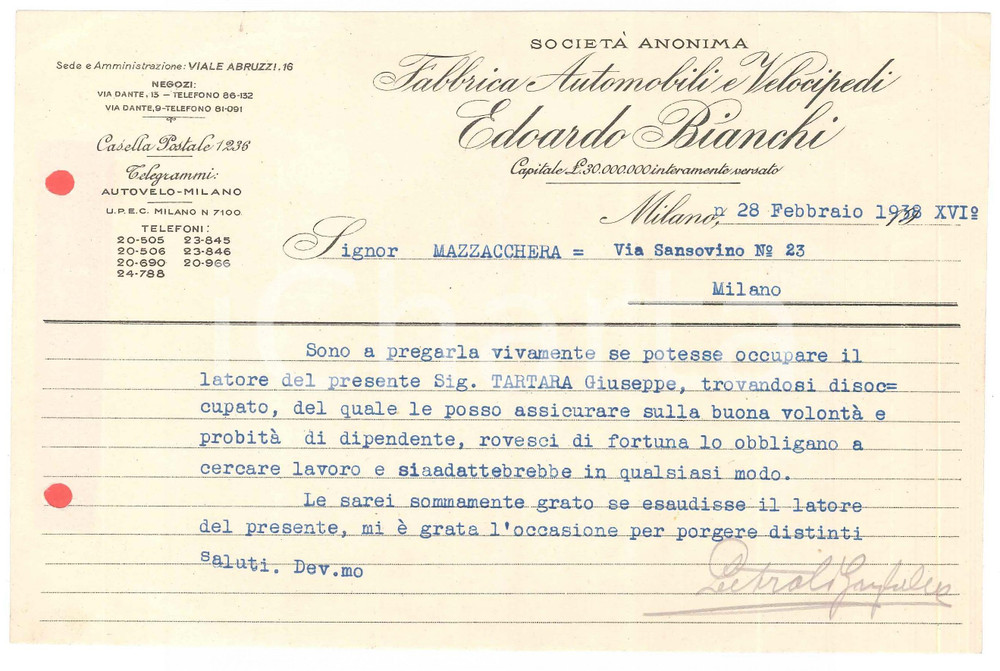 SOCIETÀ ANONIMA
Fabbrica Automobili e Velocipedi
Edoardo Bianchi
Capitale £.30.000.000 interamente versato
Sede e Amministrazione: VIALE ABRUZZI. 16
NEGOZI:
VIA DANTE, 13 – TELEFONO 86-132
VIA DANTE, 9 - TELEFONO 81-091
Casella Postale 1236
Telegrammi:
AUTOVELO-MILANO
U.P.E.C. MILANO N 7100
TELEFONI:
20-505 23-845
20-506 23-846
20-690 20-966
24-788
Milano, 28 Febbraio 1938 XVIº
Signor MAZZACCHERA = Via Sansovino Nº 23
Milano
Sono a pregarla vivamente se potesse occupare il
latore del presente Sig. TARTARA Giuseppe, trovandosi disoc=
cupato, del quale le posso assicurare sulla buona volontà e
probità di dipendente, rovesci di fortuna lo obbligano a
cercare lavoro e siaadattebrebbe in qualsiasi modo.
Le sarei sommamente grato se esaudisse il latore
del presente, mi è grata l'occasione per porgere distinti
saluti. Dev.mo